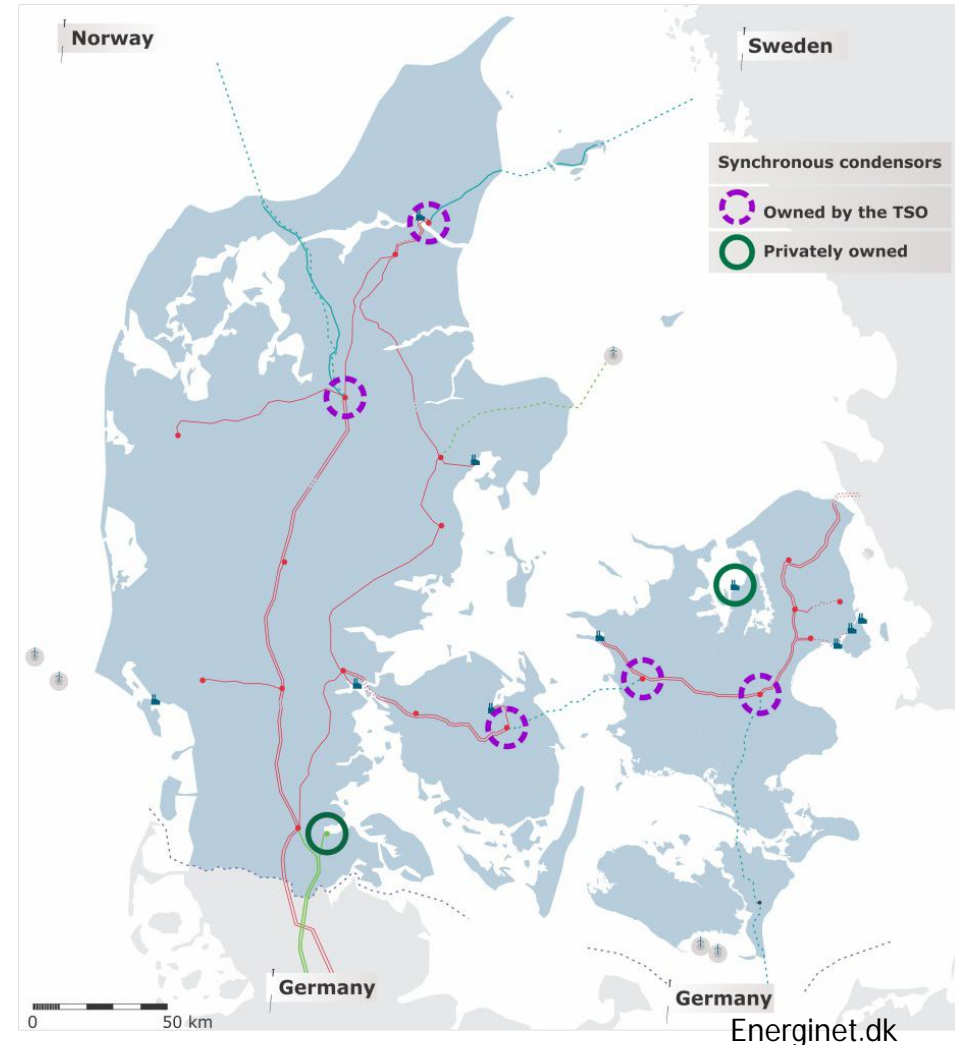 Norway
Sweden
Synchronous condensors
Owned by the TSO
Privately owned
Germany
Germany
0
50 km
Energinet.dk